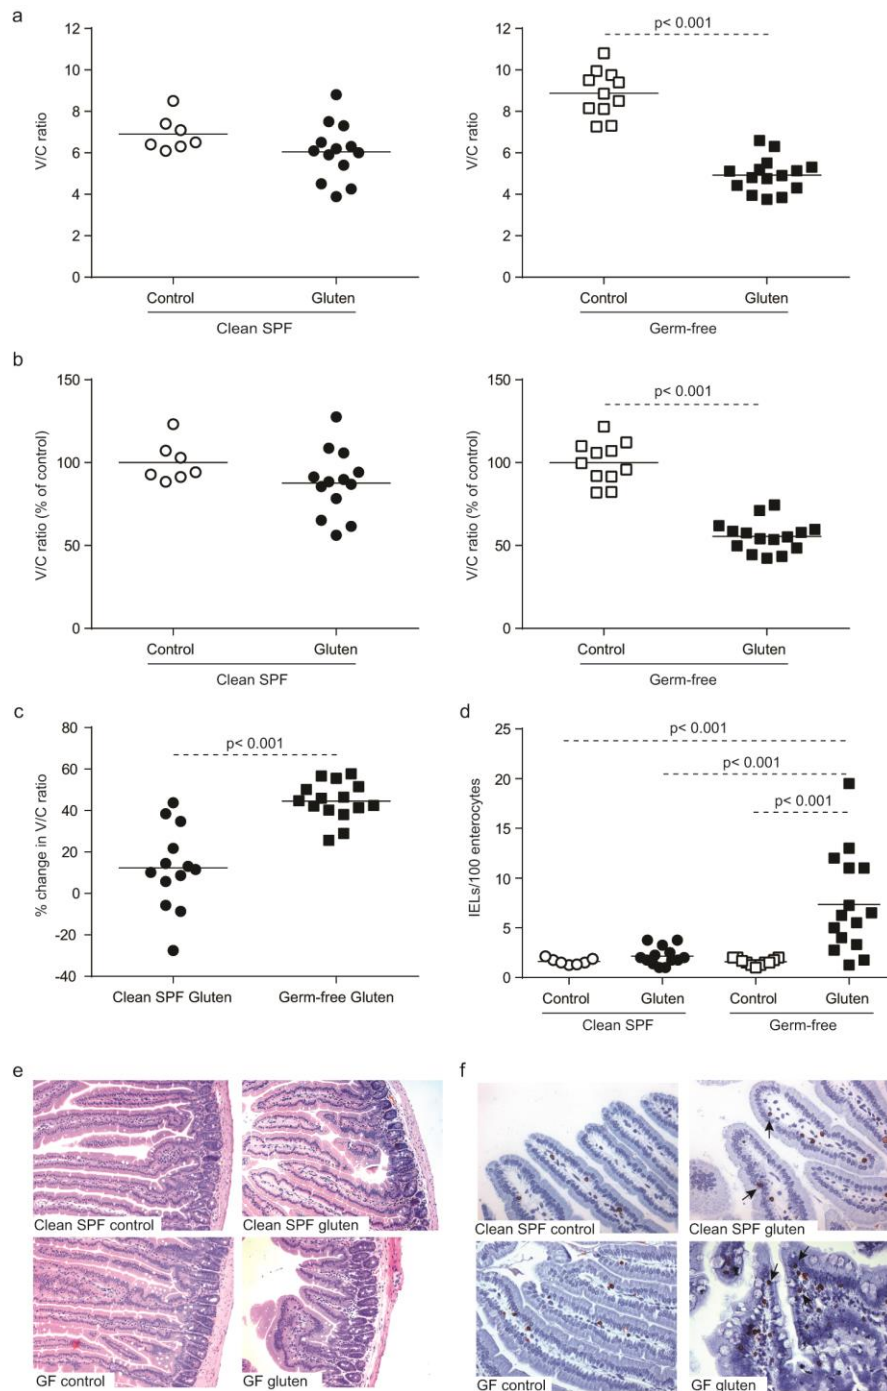 a
p< 0.001
12
10
8
6
4
2
0
V/C ratio
Control
Gluten
Clean SPF
12
10
8
6
4
2
0
V/C ratio
Control
Gluten
Germ-free
b
p< 0.001
150
100
50
0
V/C ratio (% of control)
Control
Gluten
Clean SPF
150
100
50
0
V/C ratio (% of control)
Control
Gluten
Germ-free
c
80
60
40
20
0
-20
-40
% change in V/C ratio
p< 0.001
Clean SPF Gluten
Germ-free Gluten
d
25
20
15
10
5
0
IELs/100 enterocytes
p< 0.001
p< 0.001
p< 0.001
Control
Gluten
Control
Gluten
Clean SPF
Germ-free
e
Clean SPF control
Clean SPF gluten
GF control
GF gluten
f
Clean SPF control
Clean SPF gluten
GF control
GF gluten